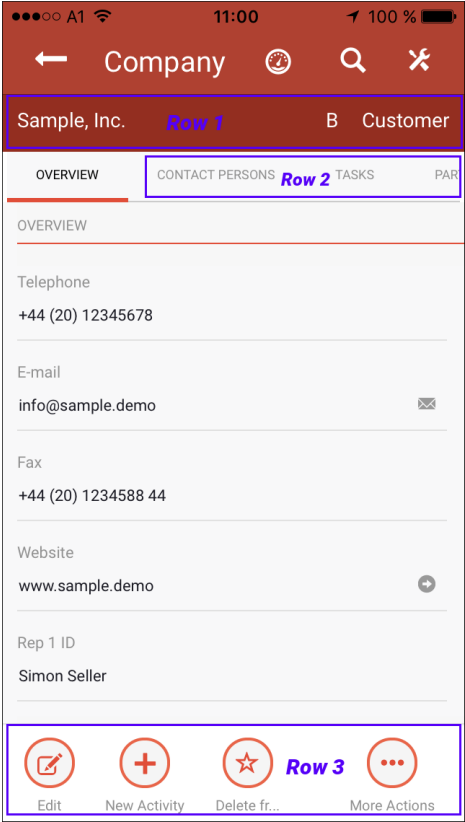 A1 11:00 100 %
Company
Sample, Inc. Row 1 B Customer
OVERVIEW CONTACT PERSONS Row 2 TASKS PAR
OVERVIEW
Telephone
+44 (20) 12345678
E-mail
info@sample.demo
Fax
+44 (20) 1234588 44
Website
www.sample.demo
Rep 1 ID
Simon Seller
Row 3
Edit New Activity Delete fr... More Actions